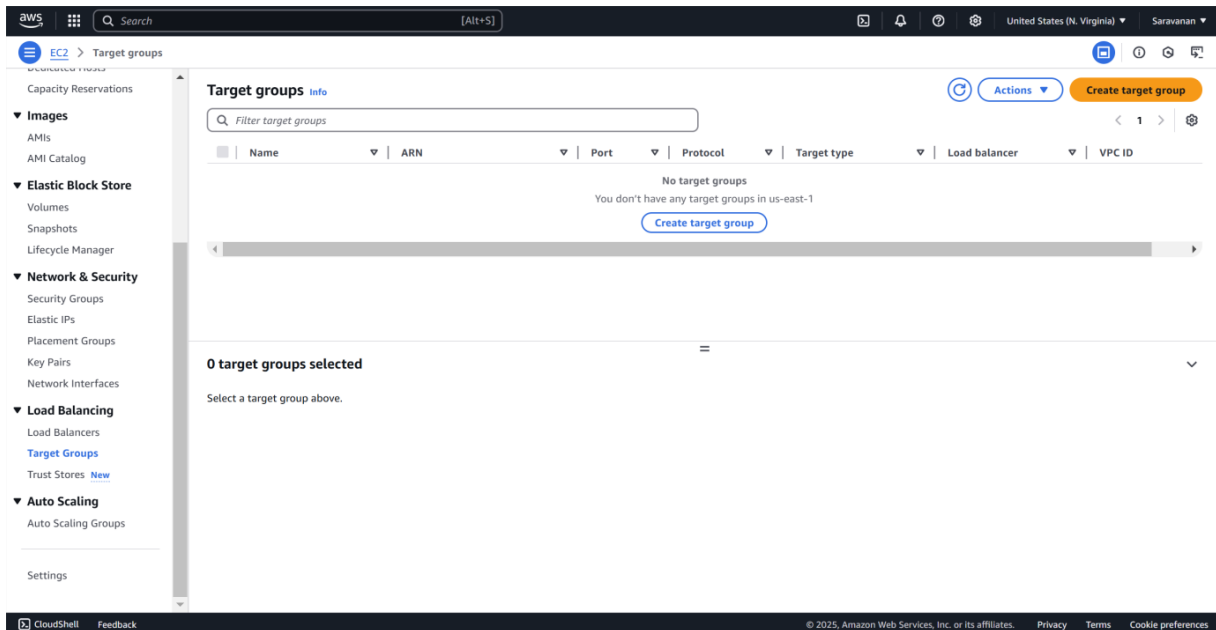 aws
Search [Alt+S] United States (N. Virginia) Saravanan
EC2 > Target groups
Dedicated Hosts
Capacity Reservations
Images
AMIs
AMI Catalog
Elastic Block Store
Volumes
Snapshots
Lifecycle Manager
Network & Security
Security Groups
Elastic IPs
Placement Groups
Key Pairs
Network Interfaces
Load Balancing
Load Balancers
Target Groups
Trust Stores New
Auto Scaling
Auto Scaling Groups
Settings
Target groups Info
Actions Create target group
Filter target groups
1
Name ARN Port Protocol Target type Load balancer VPC ID
No target groups
You don't have any target groups in us-east-1
Create target group
0 target groups selected
Select a target group above.
CloudShell Feedback © 2025, Amazon Web Services, Inc. or its affiliates. Privacy Terms Cookie preferences